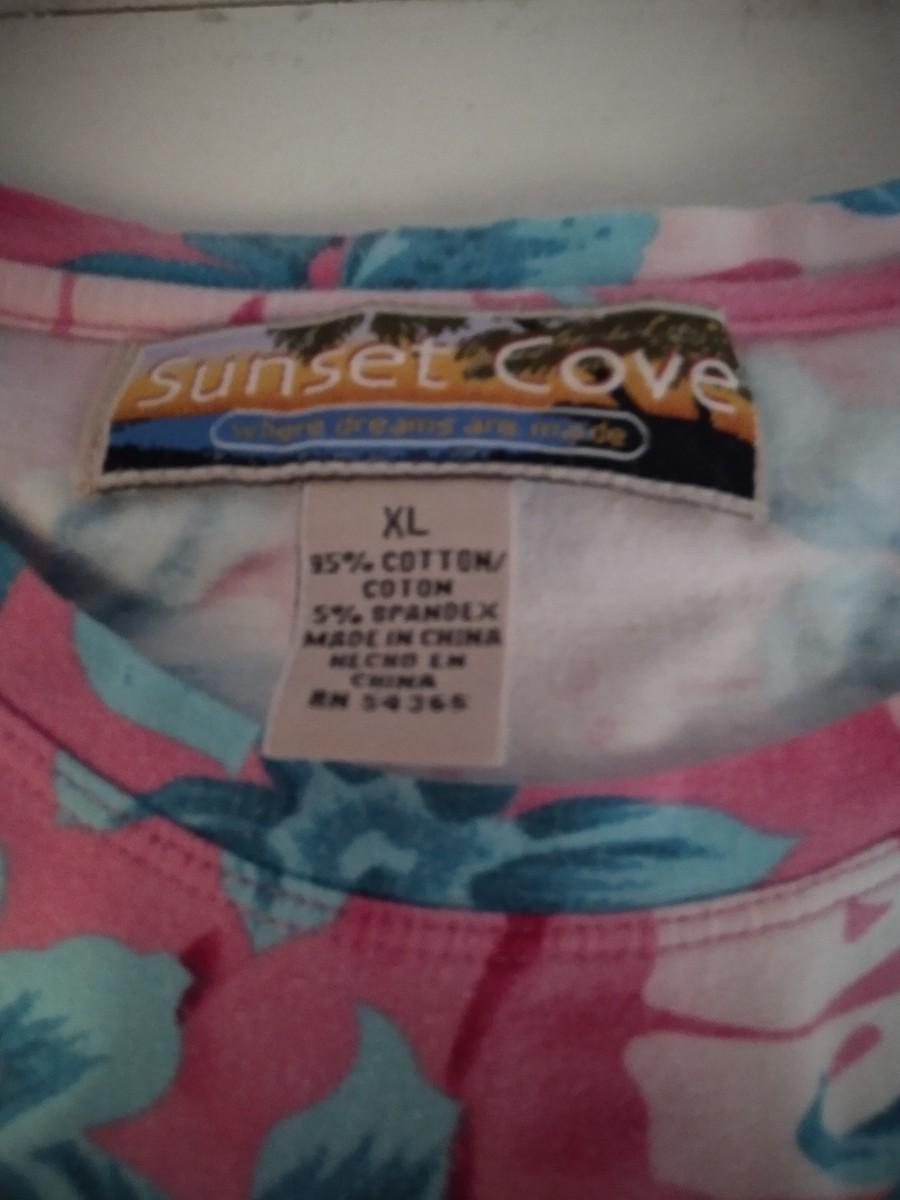 Sunset Cove
where dreams are made
XL
95% COTTON/
COTON
5% SPANDEX
MADE IN CHINA
HECHO EN
CHINA
RN 54366